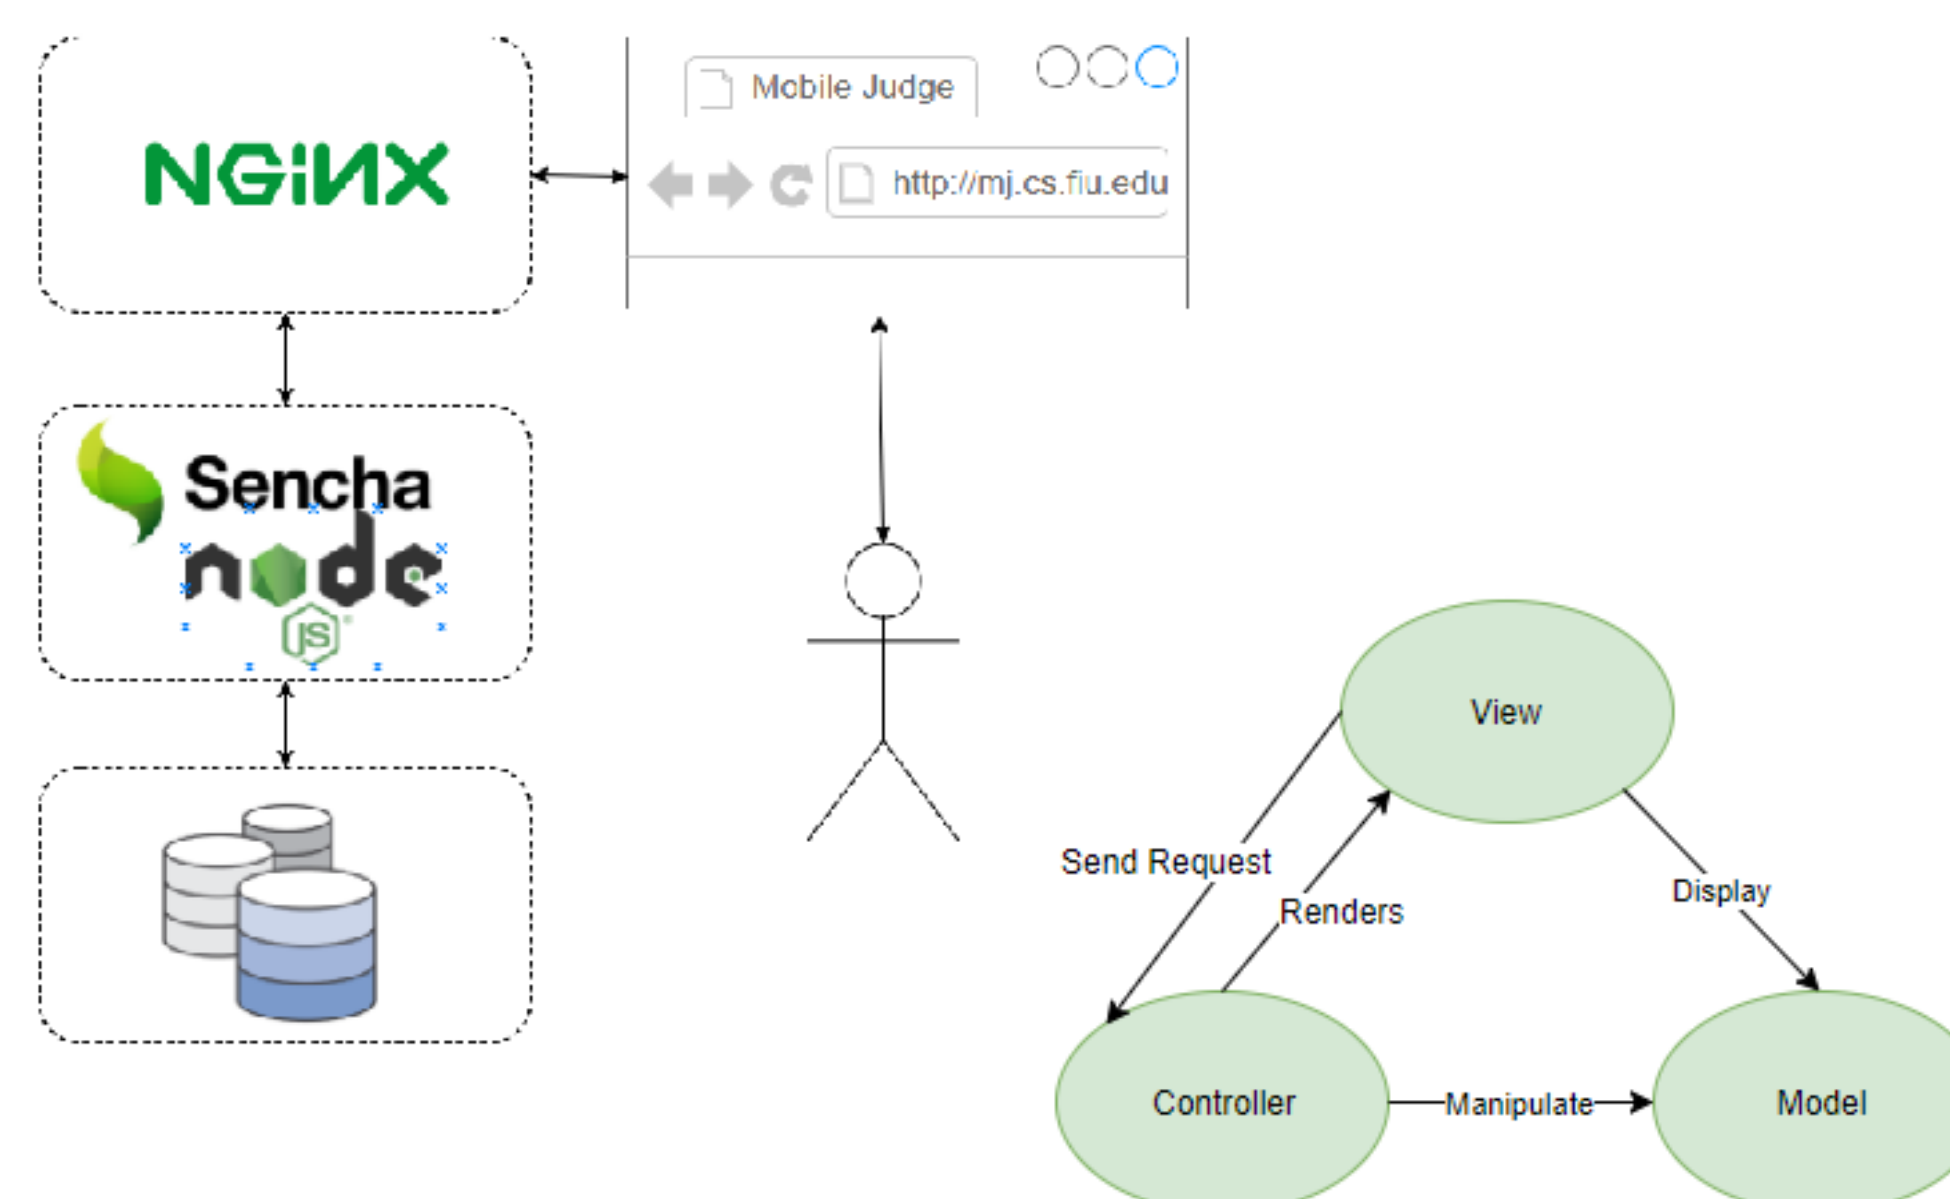 NGINX
Mobile Judge
http://mj.cs.fiu.edu
Sencha
node
JS
View
Send Request
Renders
Display
Controller
Manipulate
Model